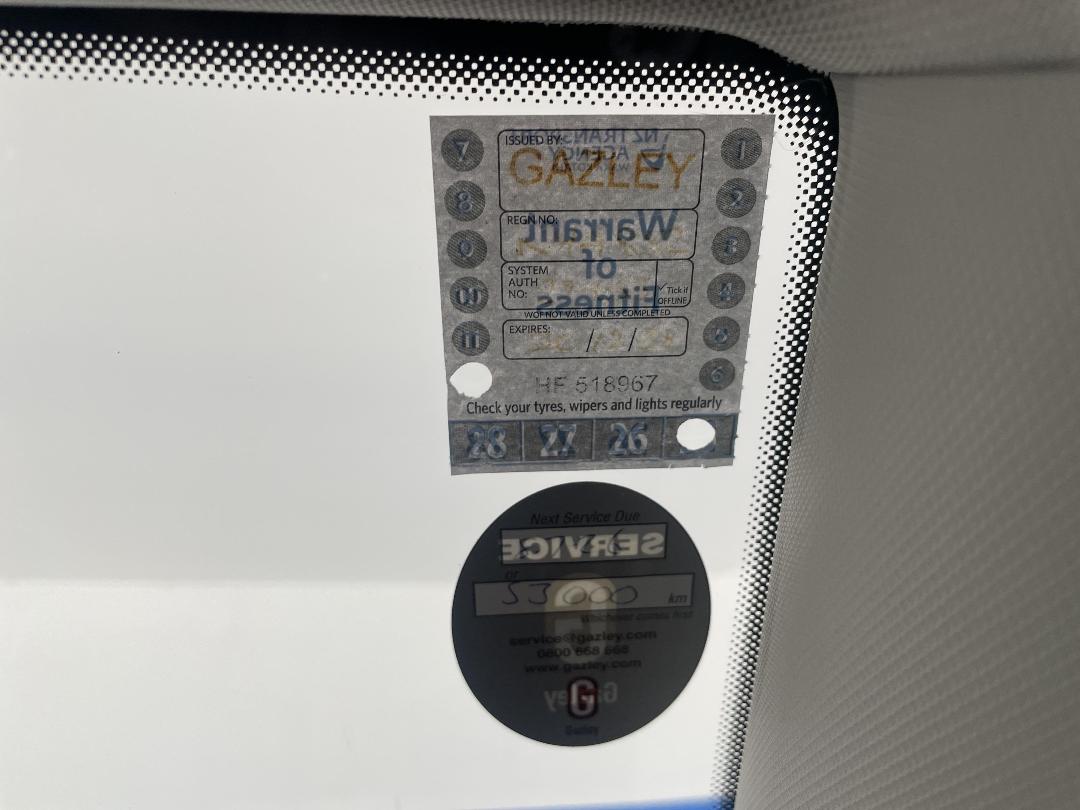 ISSUED BY:
NZ TRANSPORT
AGENCY
GAZLEY
REGN NO:
Warrant
of
Fitness
SYSTEM
AUTH
NO:
Tick if
OFFLINE
WOF NOT VALID UNLESS COMPLETED
EXPIRES: / /
7 1
8 2
9 3
10 4
11 5
6
HF 518967
Check your tyres, wipers and lights regularly
28 27 26
Next Service Due
SERVICE
or
53000 km
Whichever comes first
service@gazley.com
0800 668 668
www.gazley.com
Gazley
G
Gazley